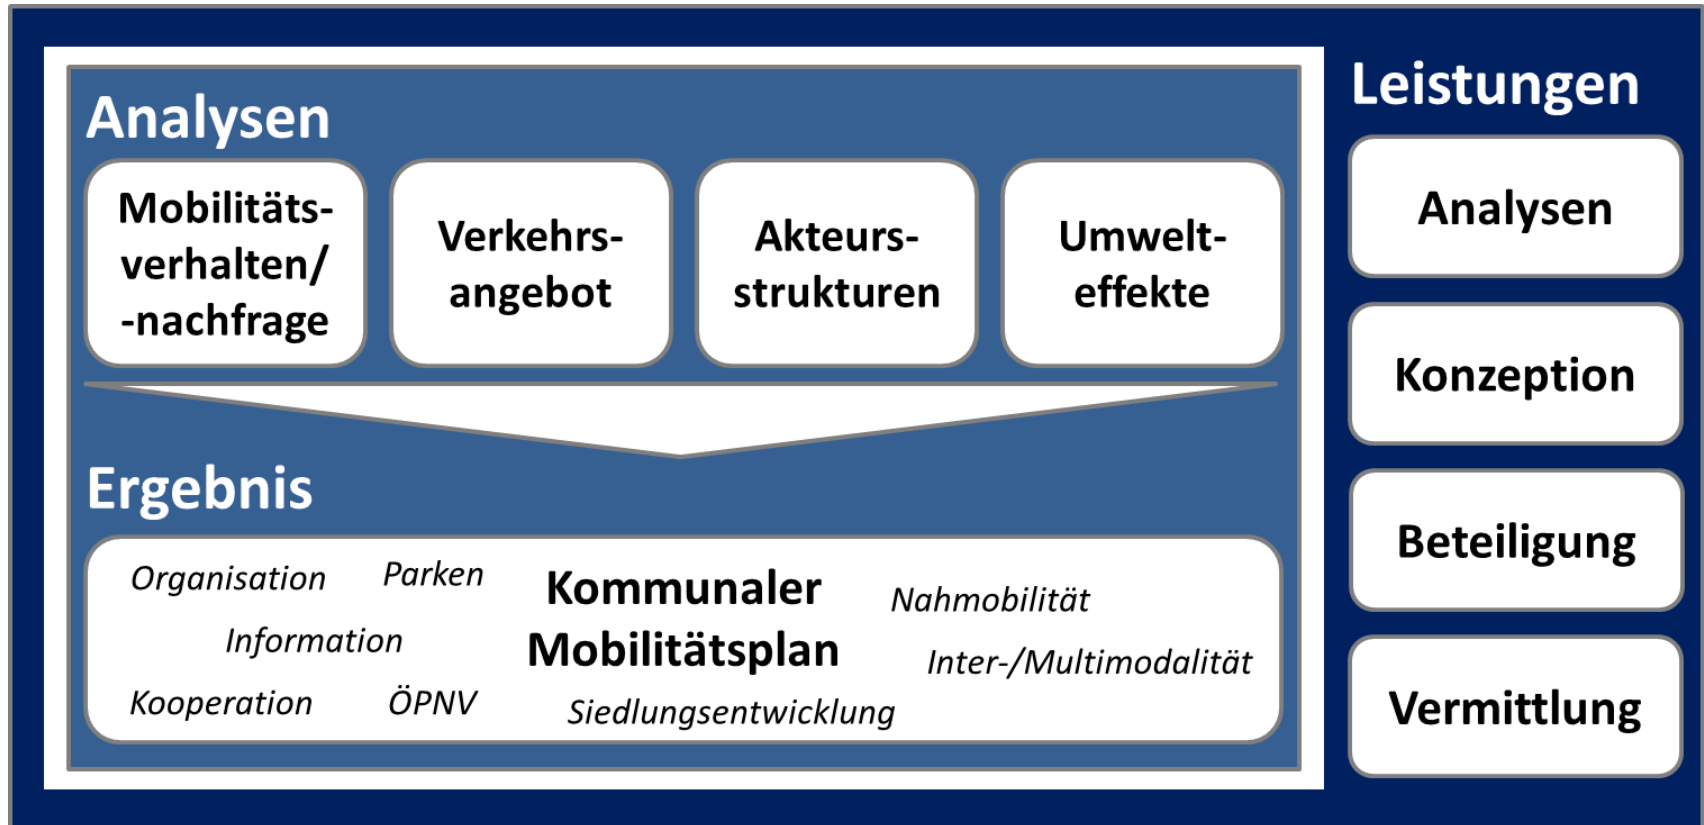 Analysen
Mobilitäts-
verhalten/
-nachfrage
Verkehrs-
angebot
Akteurs-
strukturen
Umwelt-
effekte
Ergebnis
Organisation
Parken
Information
Kooperation
ÖPNV
Kommunaler
Mobilitätsplan
Siedlungsentwicklung
Nahmobilität
Inter-/Multimodalität
Leistungen
Analysen
Konzeption
Beteiligung
Vermittlung